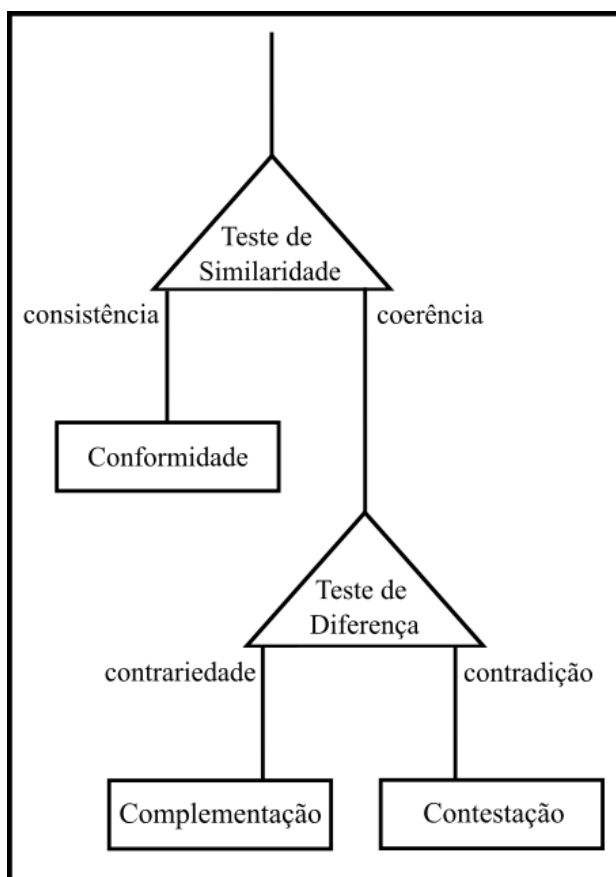 Teste de
Similaridade
consistência
coerência
Conformidade
Teste de
Diferença
contrariedade
contradição
Complementação
Contestação